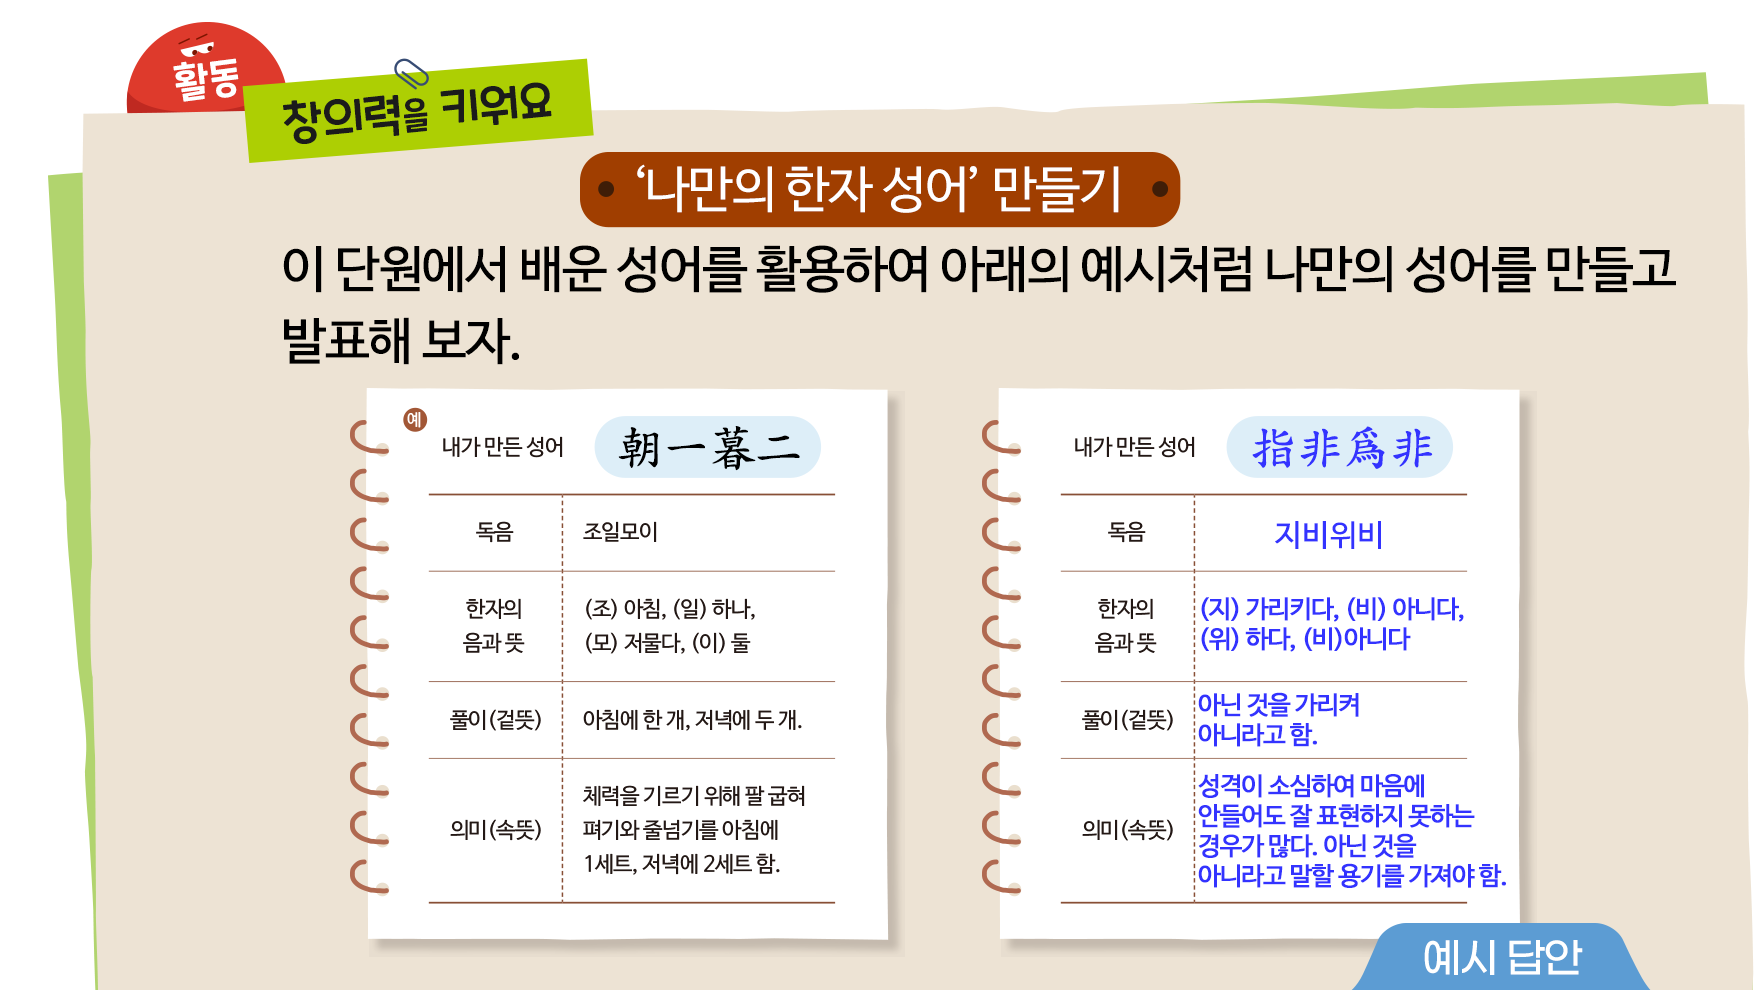 활동
창의력을 키워요
‘나만의 한자 성어’ 만들기
이 단원에서 배운 성어를 활용하여 아래의 예시처럼 나만의 성어를 만들고
발표해 보자.
예
내가 만든 성어 朝一暮二
독음 조일모이
한자의
음과 뜻
(조) 아침, (일) 하나,
(모) 저물다, (이) 둘
풀이(겉뜻) 아침에 한 개, 저녁에 두 개.
의미(속뜻)
체력을 기르기 위해 팔 굽혀
펴기와 줄넘기를 아침에
1세트, 저녁에 2세트 함.
내가 만든 성어 指非爲非
독음 지비위비
한자의
음과 뜻
(지) 가리키다, (비) 아니다,
(위) 하다, (비)아니다
풀이(겉뜻)
아닌 것을 가리켜
아니라고 함.
의미(속뜻)
성격이 소심하여 마음에
안들어도 잘 표현하지 못하는
경우가 많다. 아닌 것을
아니라고 말할 용기를 가져야 함.
예시 답안